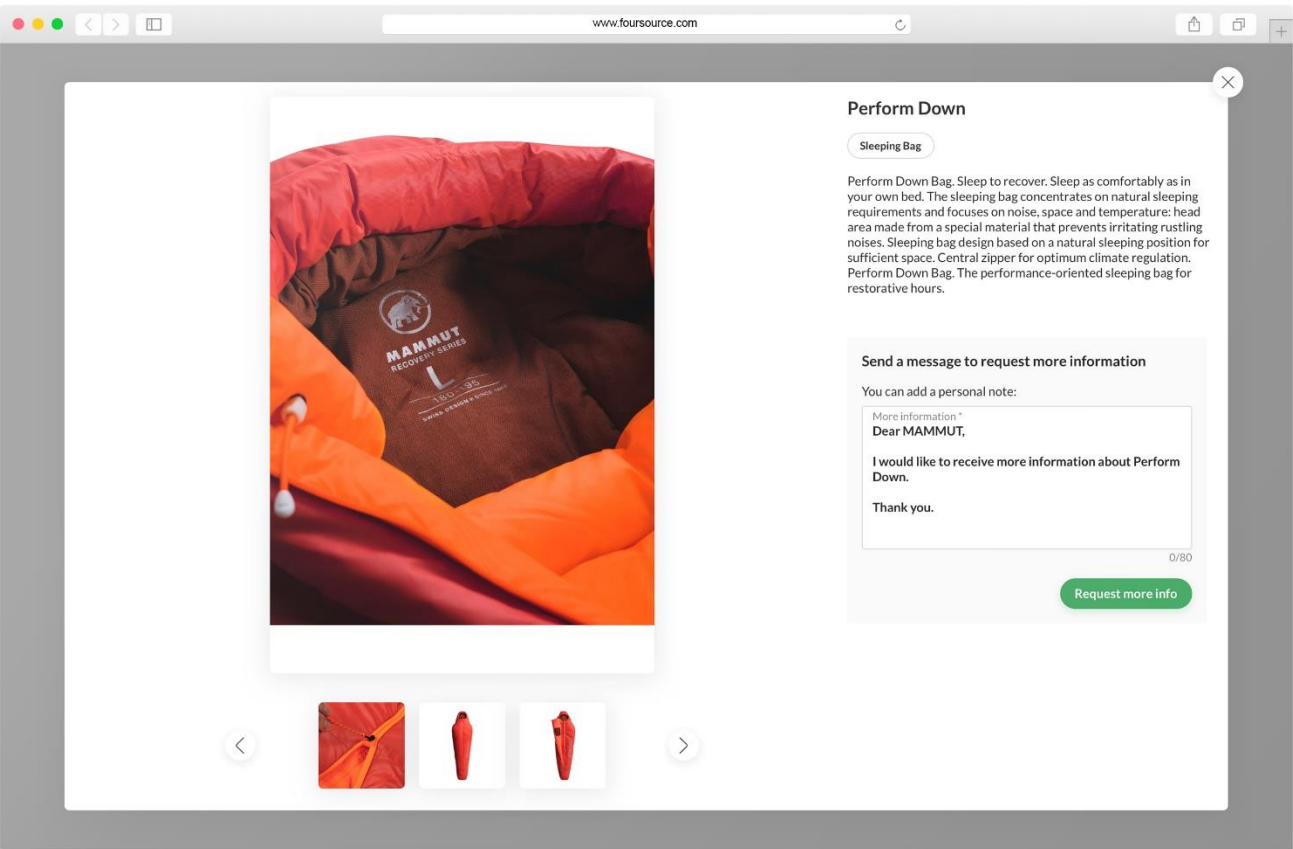 www.foursource.com
Perform Down
Sleeping Bag
Perform Down Bag. Sleep to recover. Sleep as comfortably as in
your own bed. The sleeping bag concentrates on natural sleeping
requirements and focuses on noise, space and temperature: head
area made from a special material that prevents irritating rustling
noises. Sleeping bag design based on a natural sleeping position for
sufficient space. Central zipper for optimum climate regulation.
Perform Down Bag. The performance-oriented sleeping bag for
restorative hours.
MAMMUT
RECOVERY SERIES
L
180-195
SWISS DESIGN SINCE 1862
Send a message to request more information
You can add a personal note:
More information *
Dear MAMMUT,
I would like to receive more information about Perform
Down.
Thank you.
0/80
Request more info